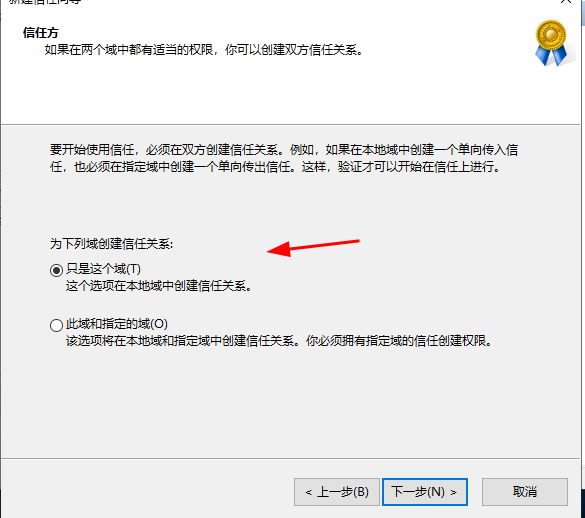 新建信任向导
信任方
如果在两个域中都有适当的权限，你可以创建双方信任关系。
要开始使用信任，必须在双方创建信任关系。例如，如果在本地域中创建一个单向传入信
任，也必须在指定域中创建一个单向传出信任。这样，验证才可以开始在信任上进行。
为下列域创建信任关系:
只是这个域(T)
这个选项在本地域中创建信任关系。
此域和指定的域(O)
该选项将在本地域和指定域中创建信任关系。你必须拥有指定域的信任创建权限。
< 上一步(B)
下一步(N) >
取消